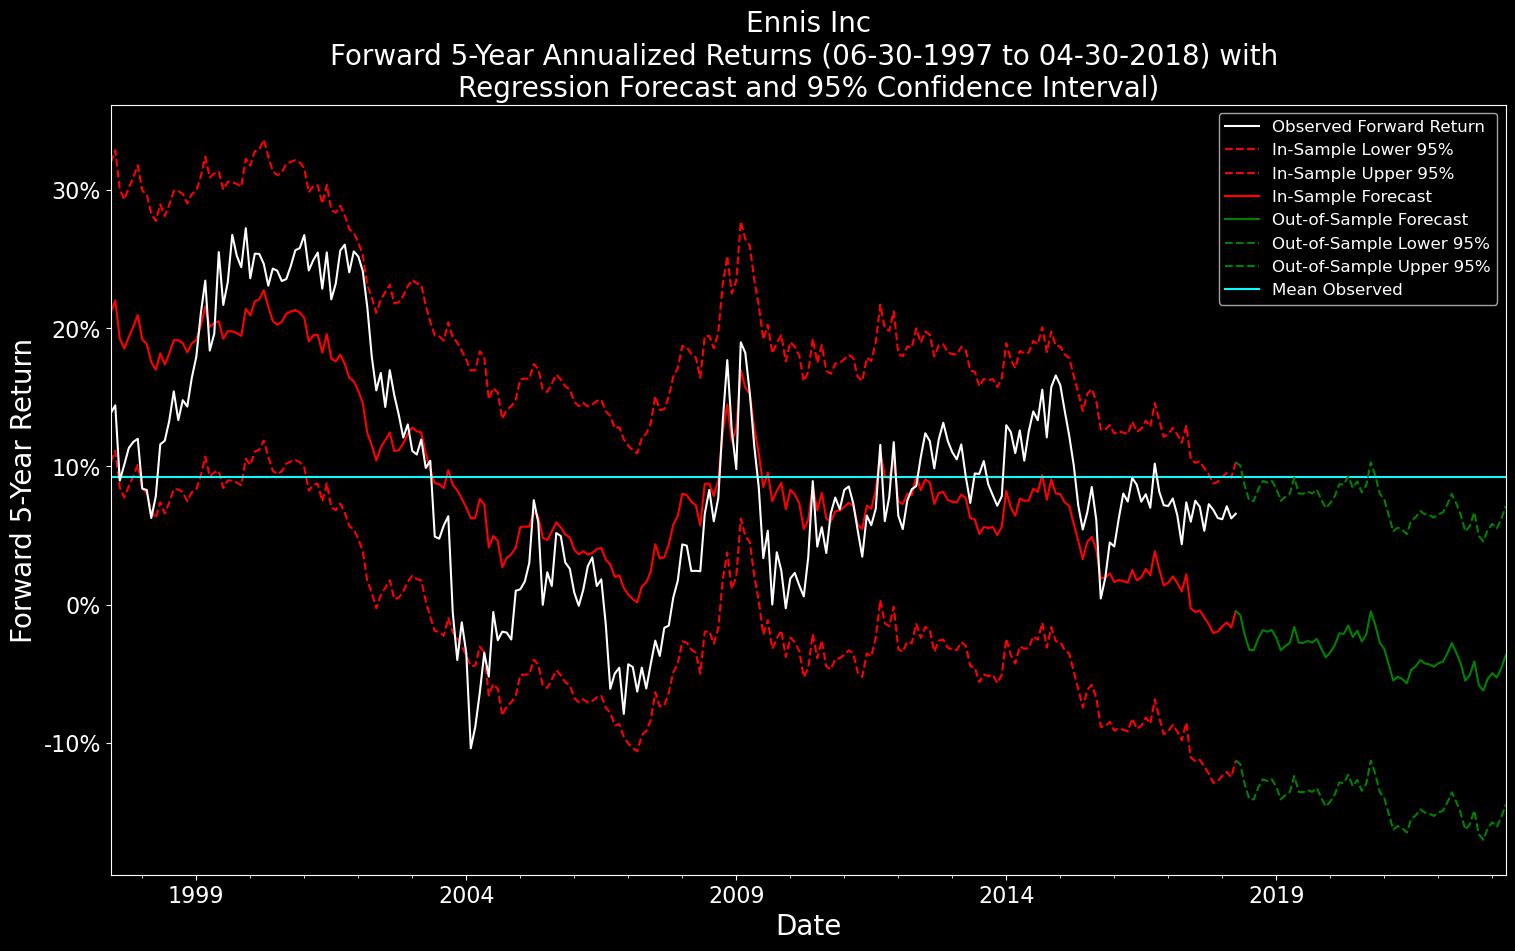 Ennis Inc
Forward 5-Year Annualized Returns (06-30-1997 to 04-30-2018) with
Regression Forecast and 95% Confidence Interval)
Observed Forward Return
In-Sample Lower 95%
In-Sample Upper 95%
In-Sample Forecast
Out-of-Sample Forecast
Out-of-Sample Lower 95%
Out-of-Sample Upper 95%
Mean Observed
Forward 5-Year Return
30%
20%
10%
0%
-10%
1999
2004
2009
2014
2019
Date